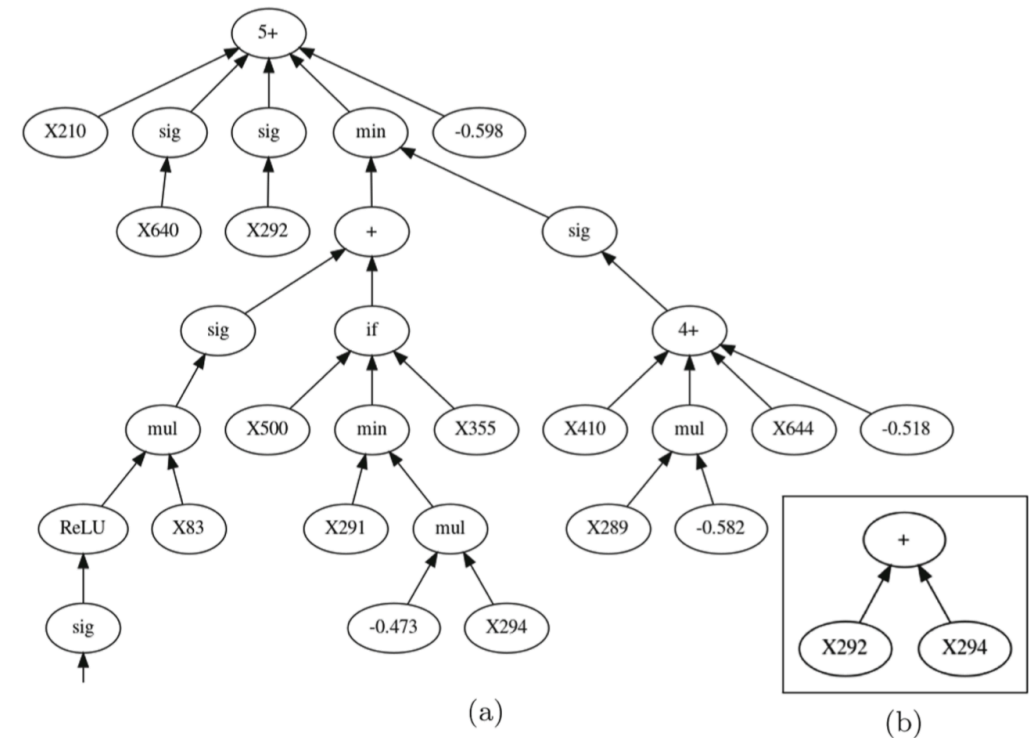 5+
X210 sig sig min -0.598
X640 X292 + sig
sig if 4+
mul X500 min X355 X410 mul X644 -0.518
ReLU X83 X291 mul X289 -0.582
+
sig -0.473 X294
X292 X294
(a)
(b)